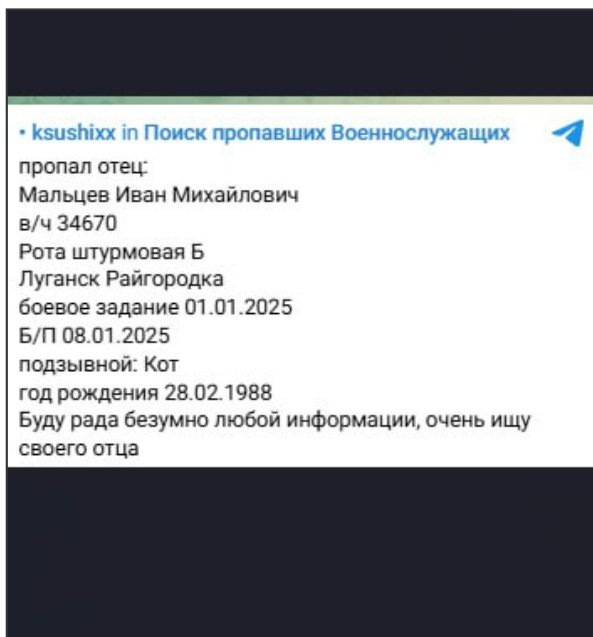 • ksushixx in Поиск пропавших Военнослужащих
пропал отец:
Мальцев Иван Михайлович
в/ч 34670
Рота штурмовая Б
Луганск Райгородка
боевое задание 01.01.2025
Б/П 08.01.2025
подзывной: Кот
год рождения 28.02.1988
Буду рада безумно любой информации, очень ищу
своего отца